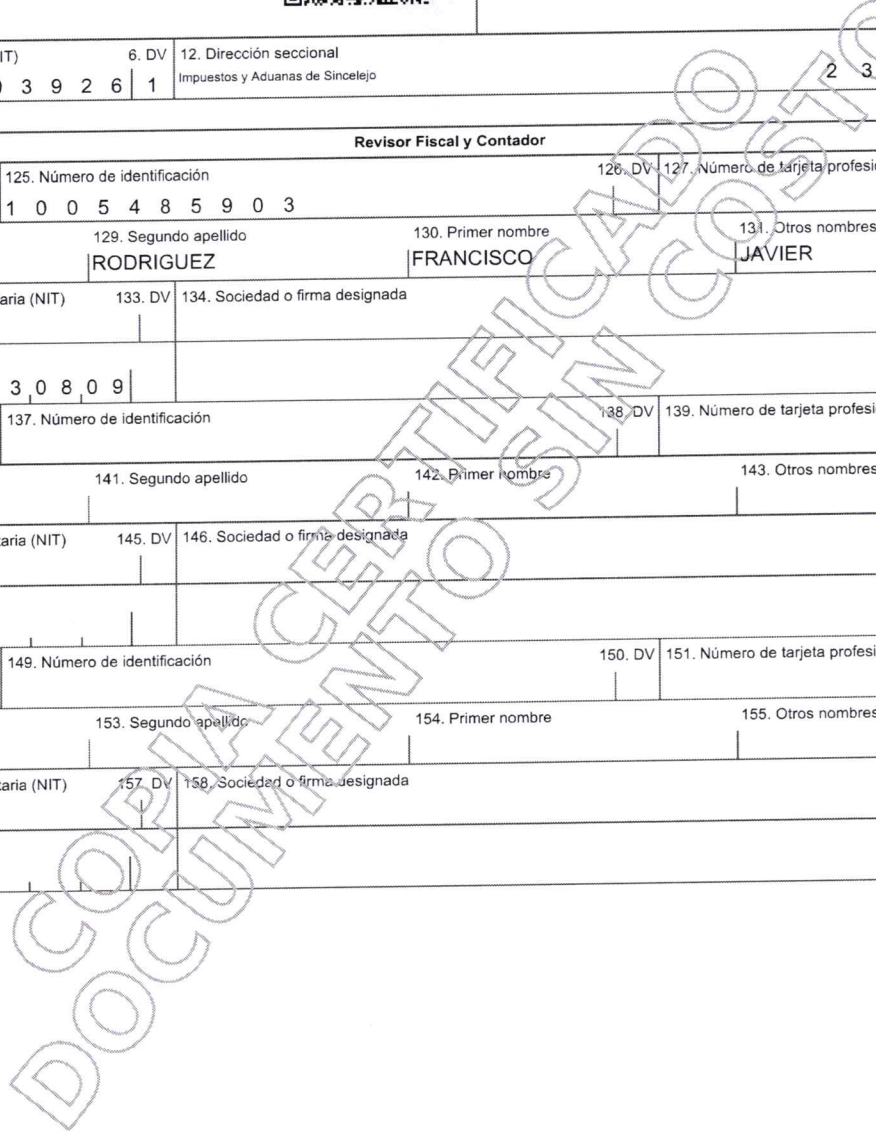 IT) 6. DV 12. Dirección seccional
3 9 2 6 1 Impuestos y Aduanas de Sincelejo 2 3
Revisor Fiscal y Contador
125. Número de identificación 126. DV 127. Número de tarjeta profesi
1 0 0 5 4 8 5 9 0 3
129. Segundo apellido 130. Primer nombre 131. Otros nombres
RODRIGUEZ FRANCISCO JAVIER
aria (NIT) 133. DV 134. Sociedad o firma designada
3 0 8 0 9
137. Número de identificación 138. DV 139. Número de tarjeta profesi
141. Segundo apellido 142. Primer nombre 143. Otros nombres
taria (NIT) 145. DV 146. Sociedad o firma designada
149. Número de identificación 150. DV 151. Número de tarjeta profesi
153. Segundo apellido 154. Primer nombre 155. Otros nombres
taria (NIT) 157. DV 158. Sociedad o firma designada
COPIA CERTIFICADO
DOCUMENTO SIN COSTO